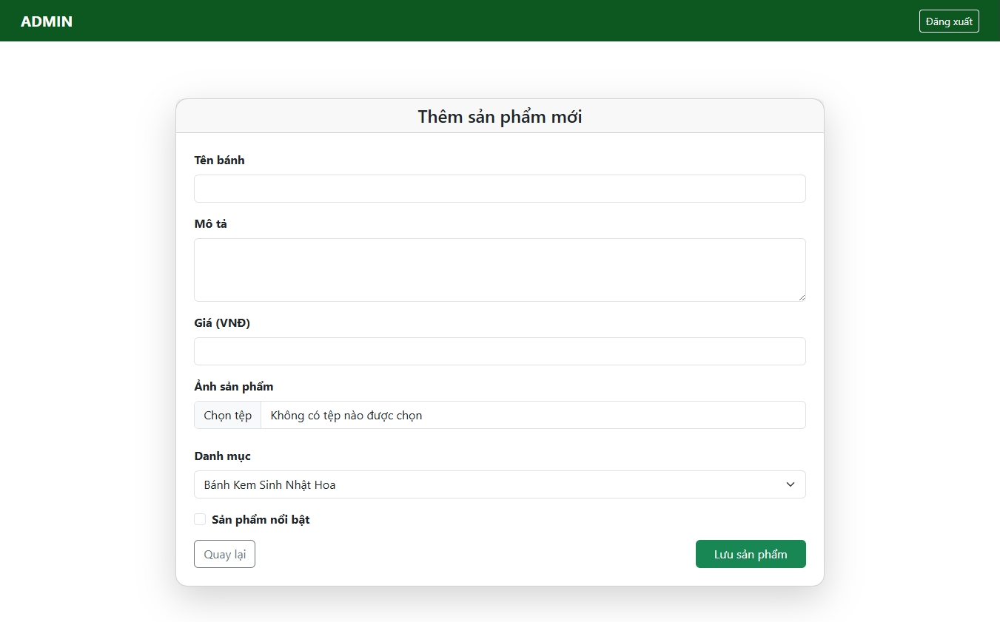 ADMIN
Đăng xuất
Thêm sản phẩm mới
Tên bánh
Mô tả
Giá (VNĐ)
Ảnh sản phẩm
Chọn tệp Không có tệp nào được chọn
Danh mục
Bánh Kem Sinh Nhật Hoa
Sản phẩm nổi bật
Quay lại
Lưu sản phẩm